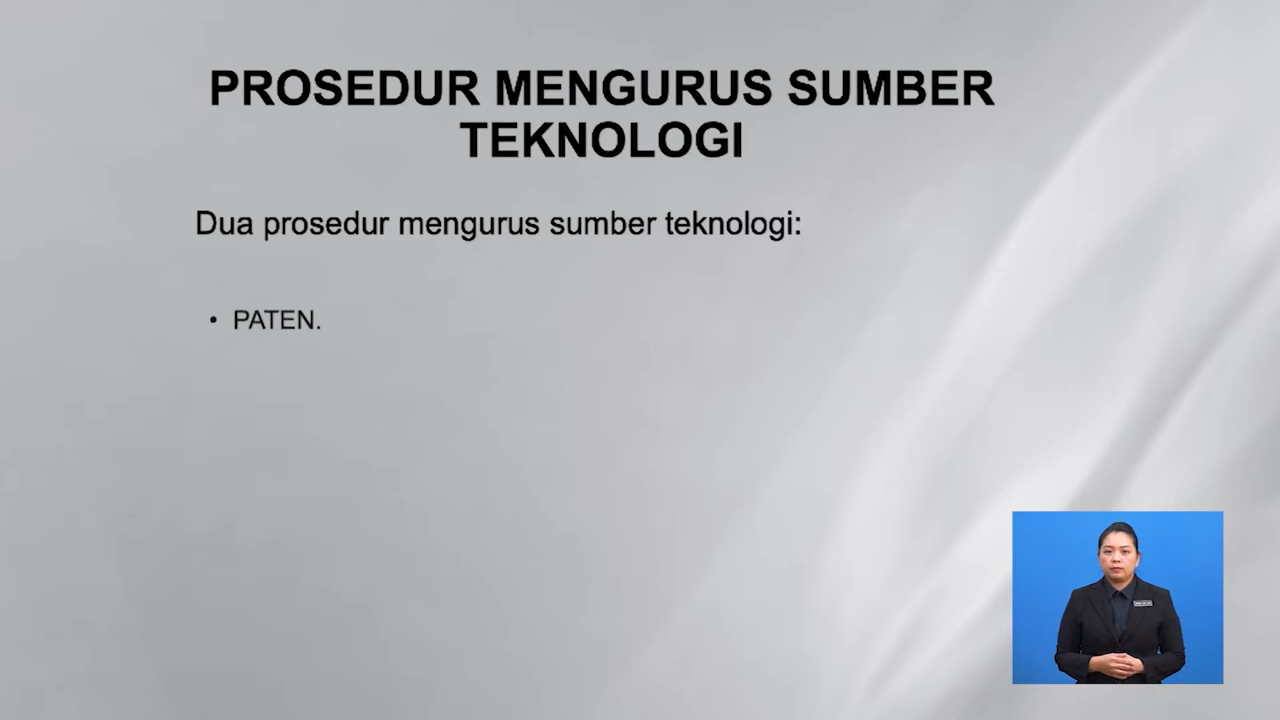 PROSEDUR MENGURUS SUMBER
TEKNOLOGI
Dua prosedur mengurus sumber teknologi:
• PATEN.